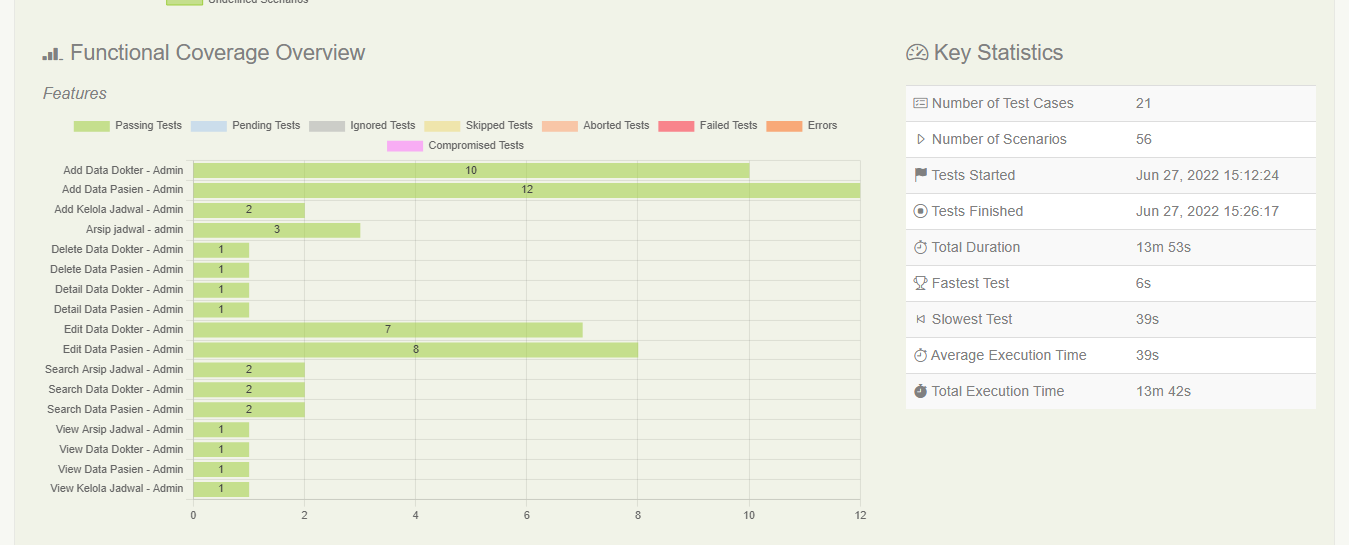 Undefined Scenarios
Functional Coverage Overview
Features
Passing Tests Pending Tests Ignored Tests Skipped Tests Aborted Tests Failed Tests Errors
Compromised Tests
Add Data Dokter - Admin 10
Add Data Pasien - Admin 12
Add Kelola Jadwal - Admin 2
Arsip jadwal - admin 3
Delete Data Dokter - Admin 1
Delete Data Pasien - Admin 1
Detail Data Dokter - Admin 1
Detail Data Pasien - Admin 1
Edit Data Dokter - Admin 7
Edit Data Pasien - Admin 8
Search Arsip Jadwal - Admin 2
Search Data Dokter - Admin 2
Search Data Pasien - Admin 2
View Arsip Jadwal - Admin 1
View Data Dokter - Admin 1
View Data Pasien - Admin 1
View Kelola Jadwal - Admin 1
0 2 4 6 8 10 12
Key Statistics
Number of Test Cases 21
Number of Scenarios 56
Tests Started Jun 27, 2022 15:12:24
Tests Finished Jun 27, 2022 15:26:17
Total Duration 13m 53s
Fastest Test 6s
Slowest Test 39s
Average Execution Time 39s
Total Execution Time 13m 42s